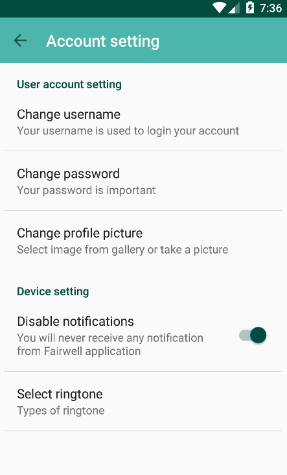 7:36
Account setting
User account setting
Change username
Your username is used to login your account
Change password
Your password is important
Change profile picture
Select image from gallery or take a picture
Device setting
Disable notifications
You will never receive any notification
from Fairwell application
Select ringtone
Types of ringtone